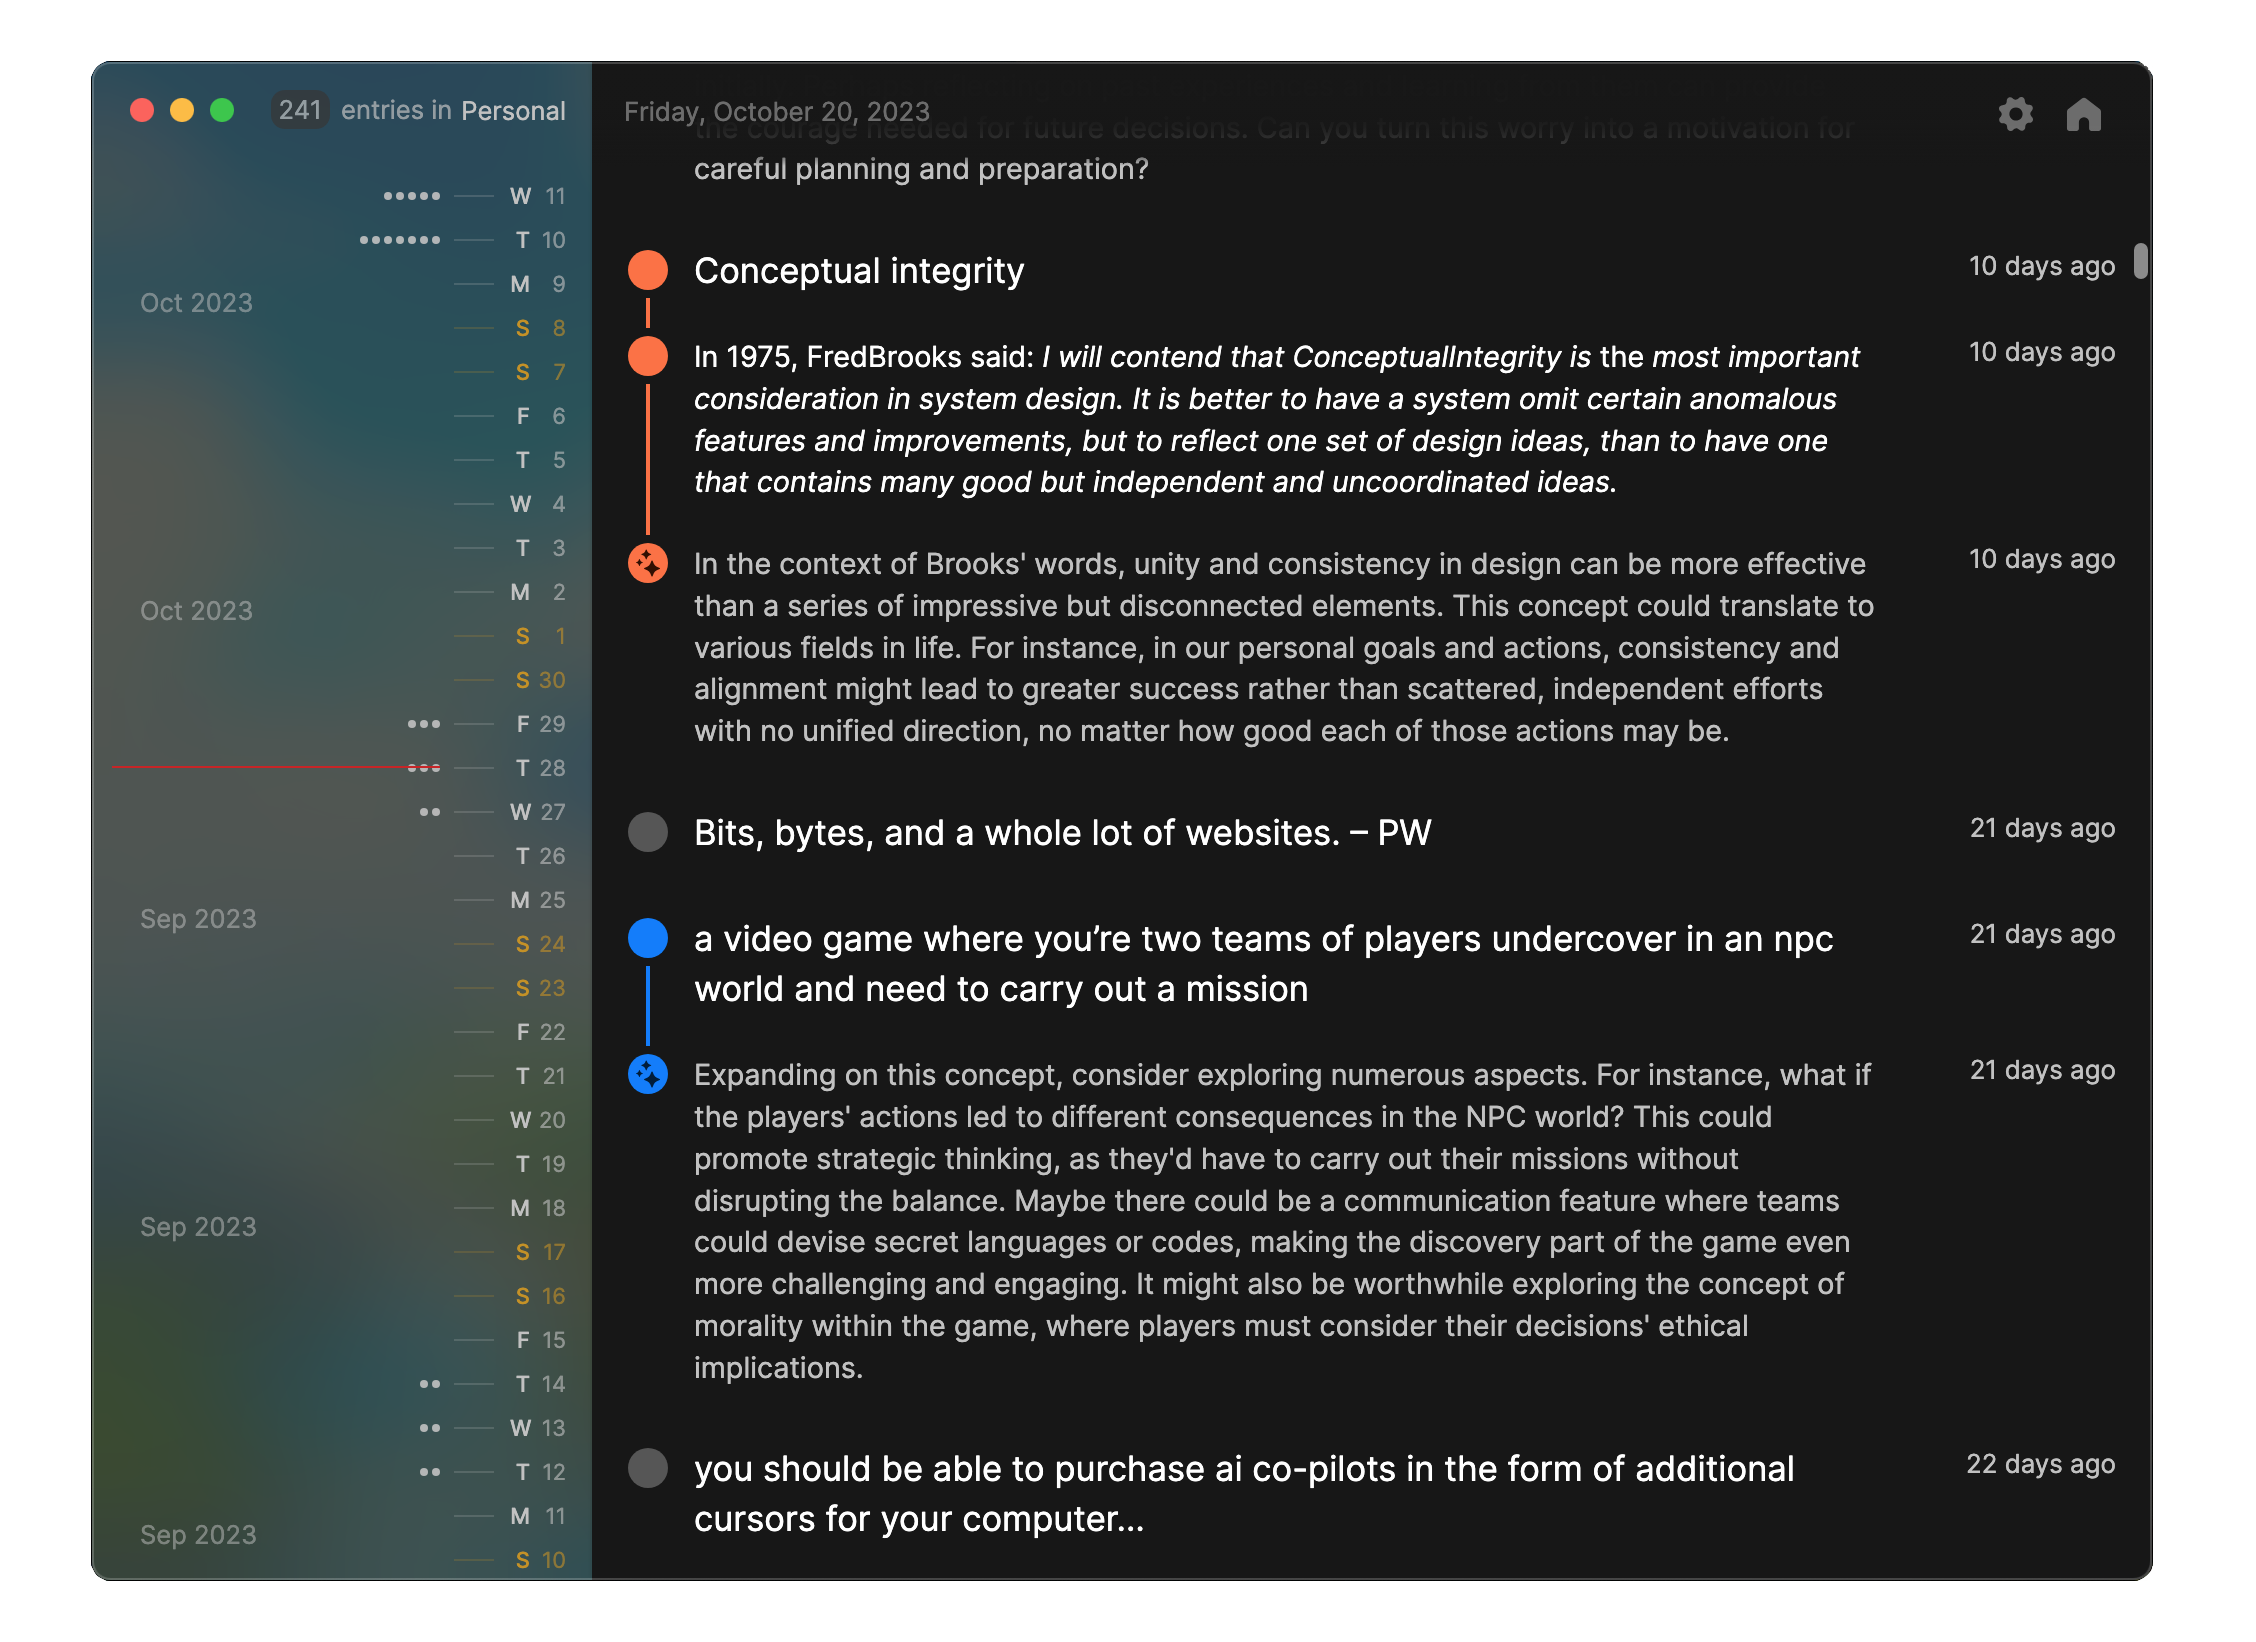 241 entries in Personal
W 11
T 10
M 9
Oct 2023
S 8
S 7
F 6
T 5
W 4
T 3
M 2
Oct 2023
S 1
S 30
F 29
T 28
W 27
T 26
M 25
Sep 2023
S 24
S 23
F 22
T 21
W 20
T 19
M 18
Sep 2023
S 17
S 16
F 15
T 14
W 13
T 12
M 11
Sep 2023
S 10
Friday, October 20, 2023
the courage needed for future decisions. Can you turn this worry into a motivation for
careful planning and preparation?
Conceptual integrity
10 days ago
In 1975, FredBrooks said: I will contend that ConceptualIntegrity is the most important
10 days ago
consideration in system design. It is better to have a system omit certain anomalous
features and improvements, but to reflect one set of design ideas, than to have one
that contains many good but independent and uncoordinated ideas.
In the context of Brooks' words, unity and consistency in design can be more effective
10 days ago
than a series of impressive but disconnected elements. This concept could translate to
various fields in life. For instance, in our personal goals and actions, consistency and
alignment might lead to greater success rather than scattered, independent efforts
with no unified direction, no matter how good each of those actions may be.
Bits, bytes, and a whole lot of websites. – PW
21 days ago
a video game where you’re two teams of players undercover in an npc
21 days ago
world and need to carry out a mission
Expanding on this concept, consider exploring numerous aspects. For instance, what if
21 days ago
the players' actions led to different consequences in the NPC world? This could
promote strategic thinking, as they'd have to carry out their missions without
disrupting the balance. Maybe there could be a communication feature where teams
could devise secret languages or codes, making the discovery part of the game even
more challenging and engaging. It might also be worthwhile exploring the concept of
morality within the game, where players must consider their decisions' ethical
implications.
you should be able to purchase ai co-pilots in the form of additional
22 days ago
cursors for your computer...